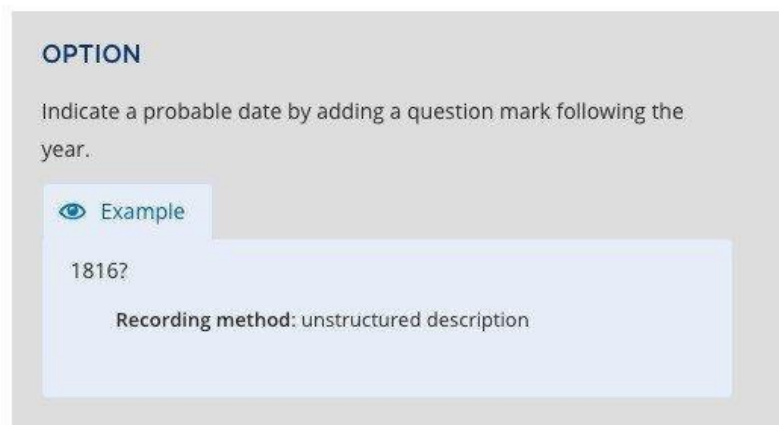 OPTION
Indicate a probable date by adding a question mark following the
year.
Example
1816?
Recording method: unstructured description